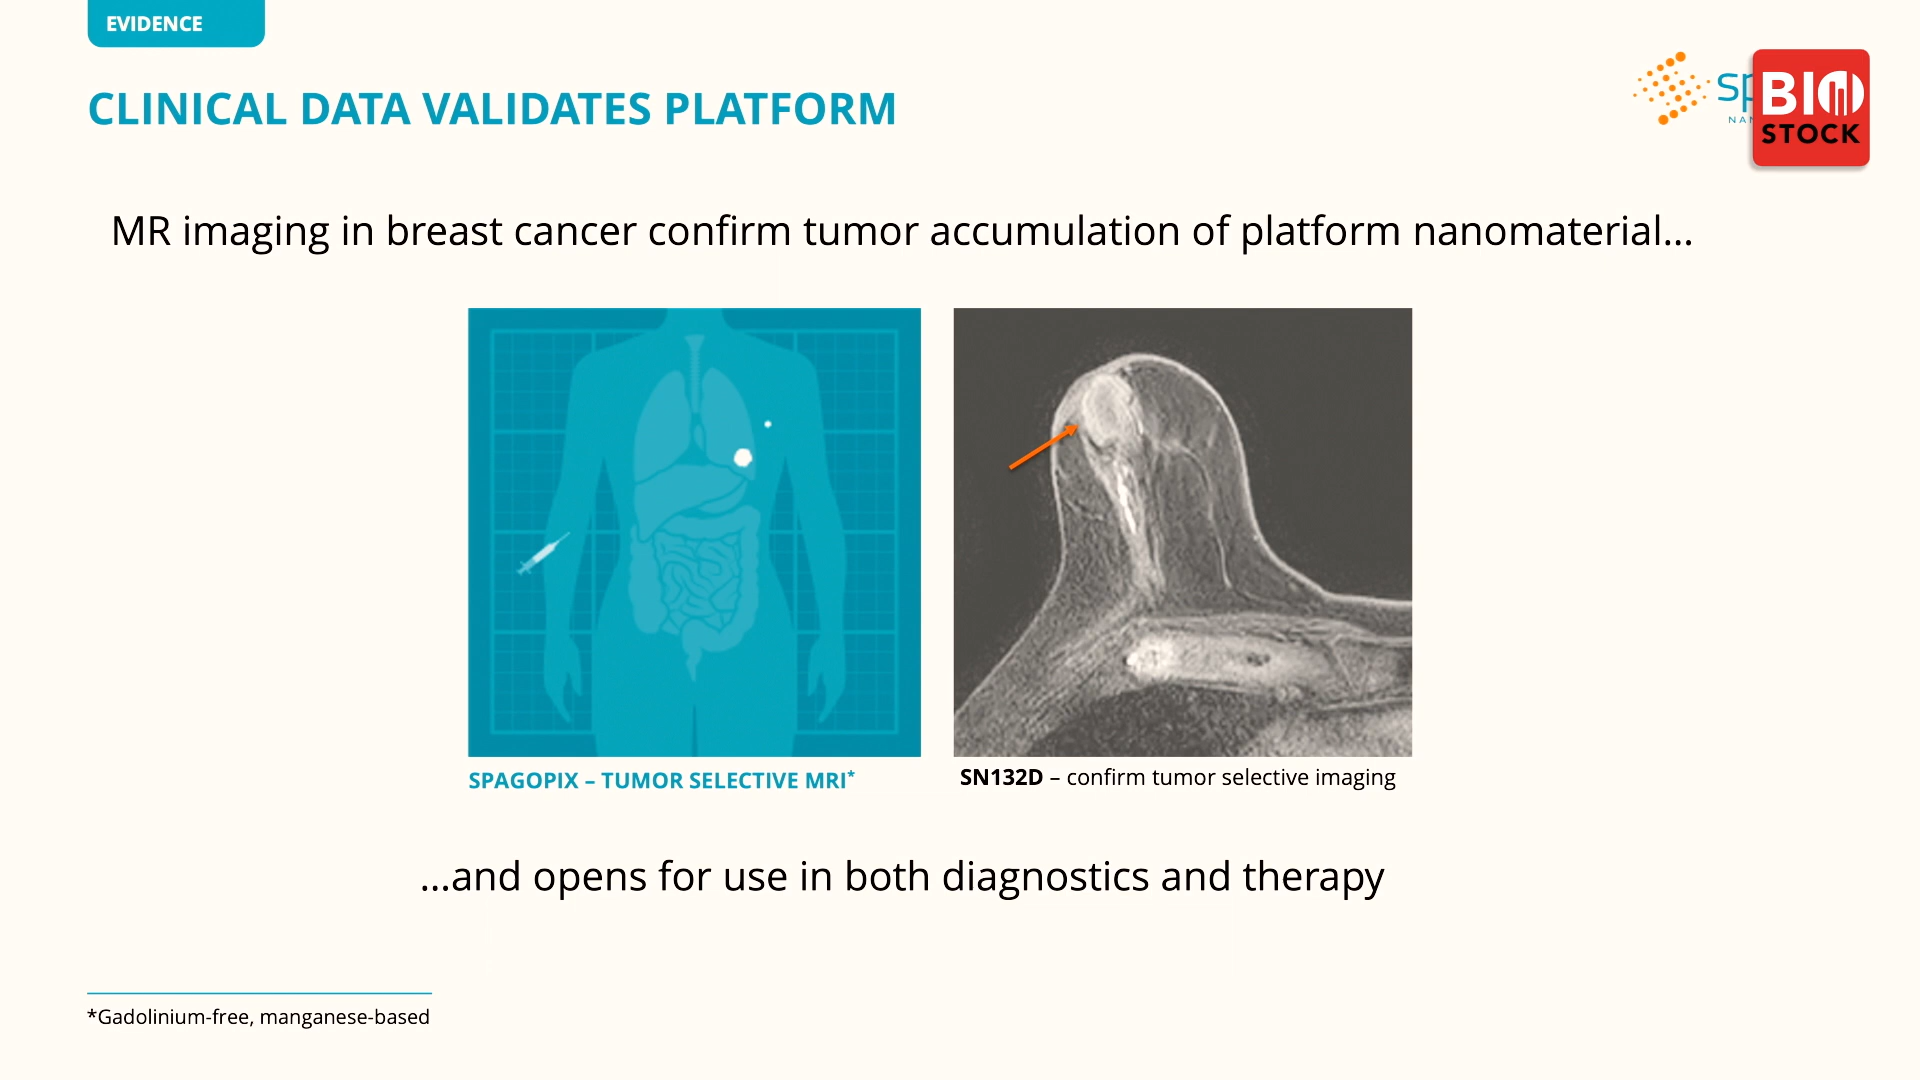 EVIDENCE
CLINICAL DATA VALIDATES PLATFORM
BIO
STOCK
MR imaging in breast cancer confirm tumor accumulation of platform nanomaterial...
SPAGOPIX – TUMOR SELECTIVE MRI*
SN132D – confirm tumor selective imaging
...and opens for use in both diagnostics and therapy
*Gadolinium-free, manganese-based